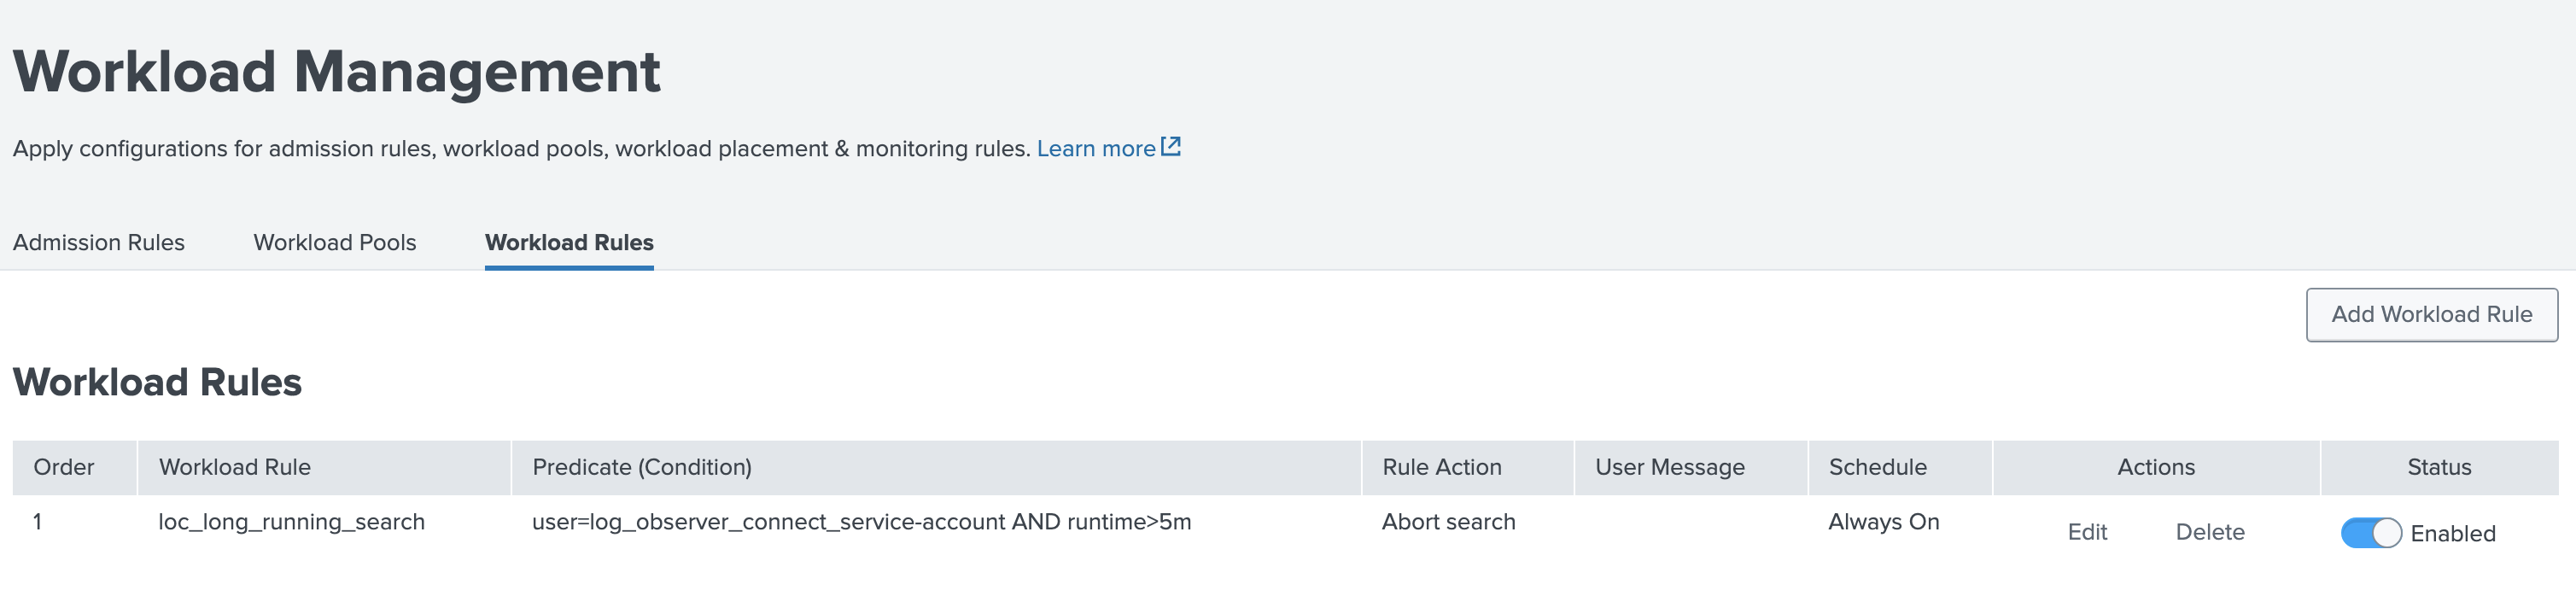 Workload Management
Apply configurations for admission rules, workload pools, workload placement & monitoring rules. Learn more
Admission Rules Workload Pools Workload Rules
Add Workload Rule
Workload Rules
Order Workload Rule Predicate (Condition) Rule Action User Message Schedule Actions Status
1 loc_long_running_search user=log_observer_connect_service-account AND runtime>5m Abort search Always On Edit Delete Enabled